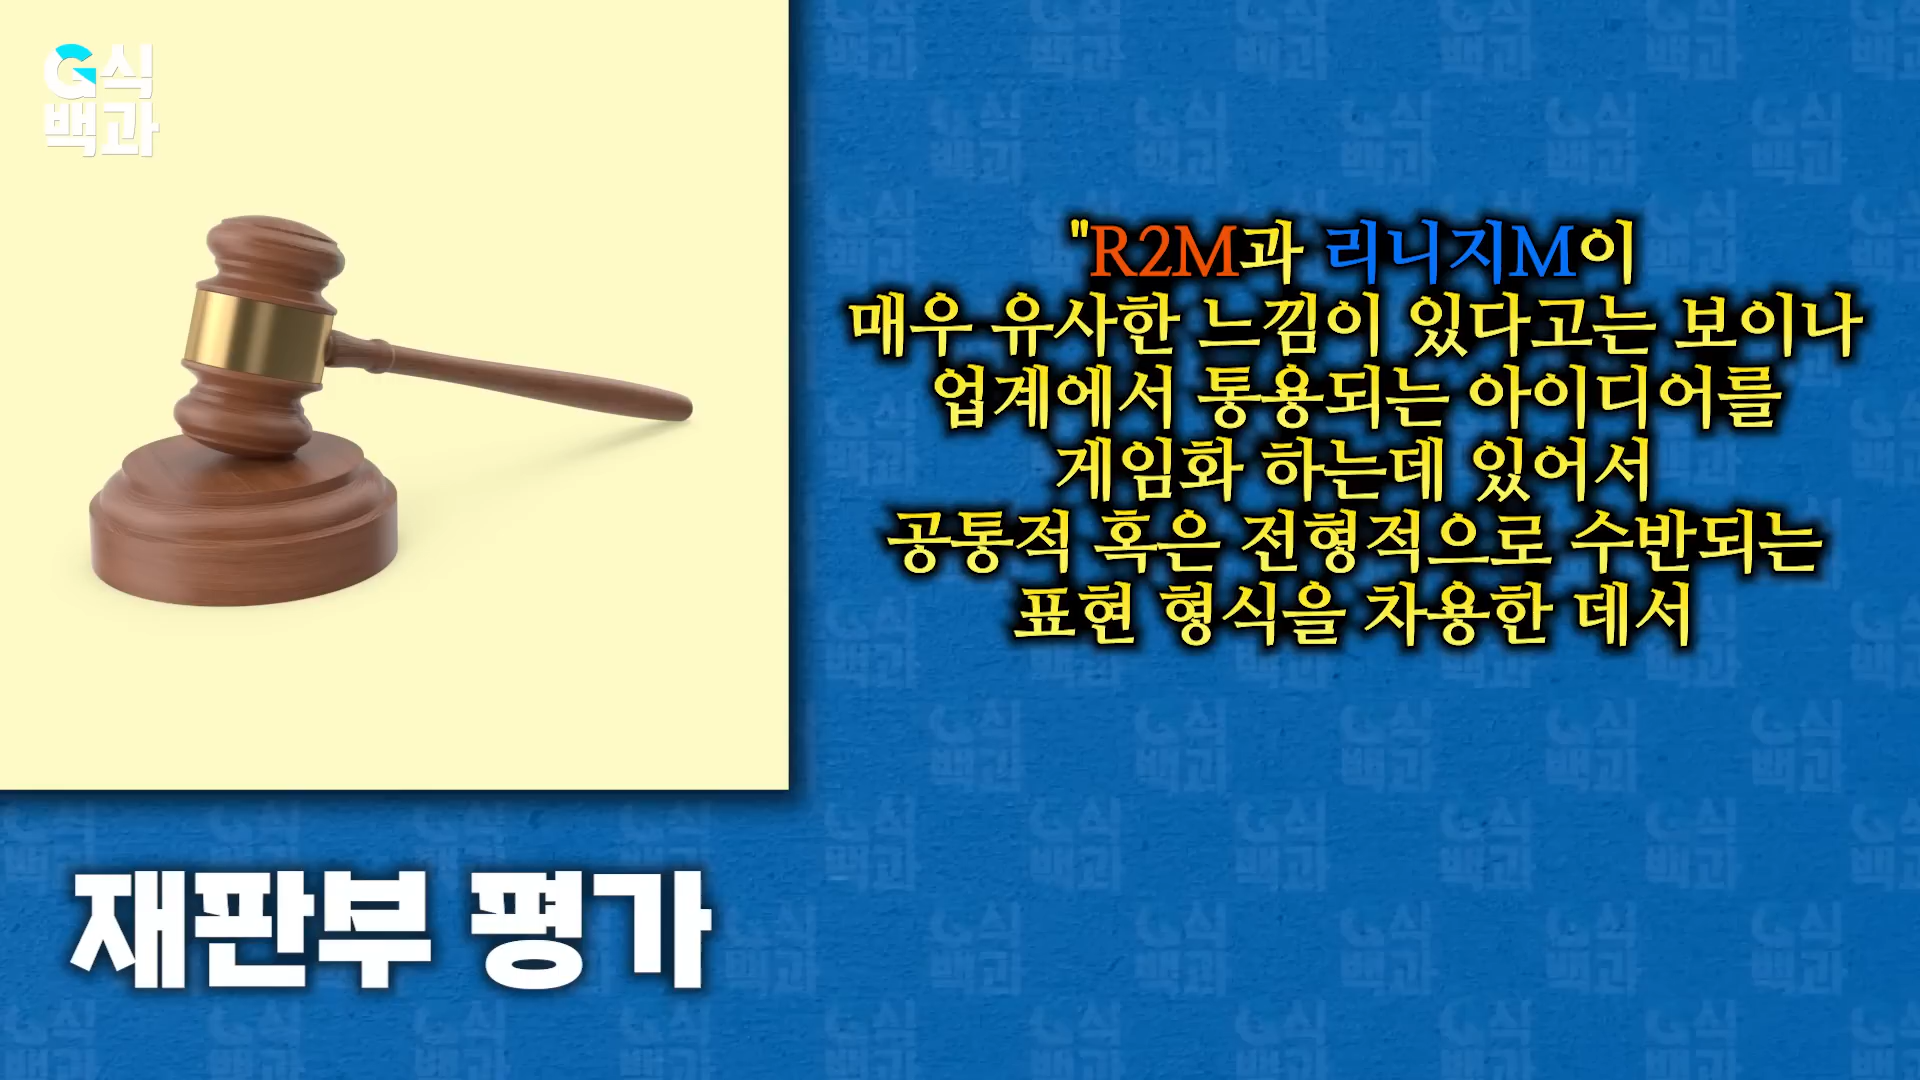 G식
백과
"R2M과 리니지M이
매우 유사한 느낌이 있다고는 보이나
업계에서 통용되는 아이디어를
게임화 하는데 있어서
공통적 혹은 전형적으로 수반되는
표현 형식을 차용한 데서
재판부 평가